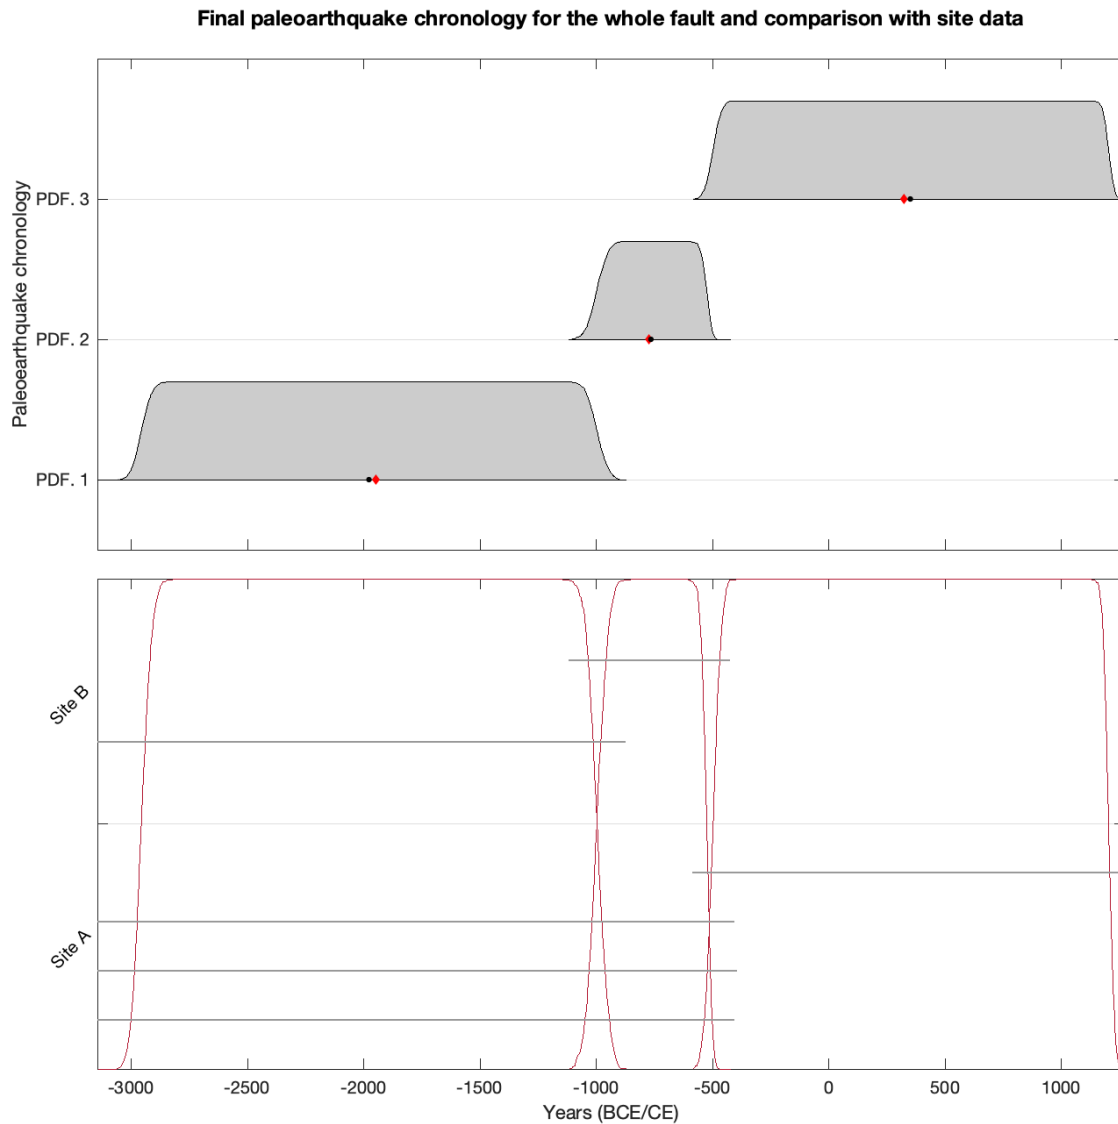 Final paleoarthquake chronology for the whole fault and comparison with site data
Paleoearthquake chronology
PDF. 3
PDF. 2
PDF. 1
Site B
Site A
-3000 -2500 -2000 -1500 -1000 -500 0 500 1000
Years (BCE/CE)